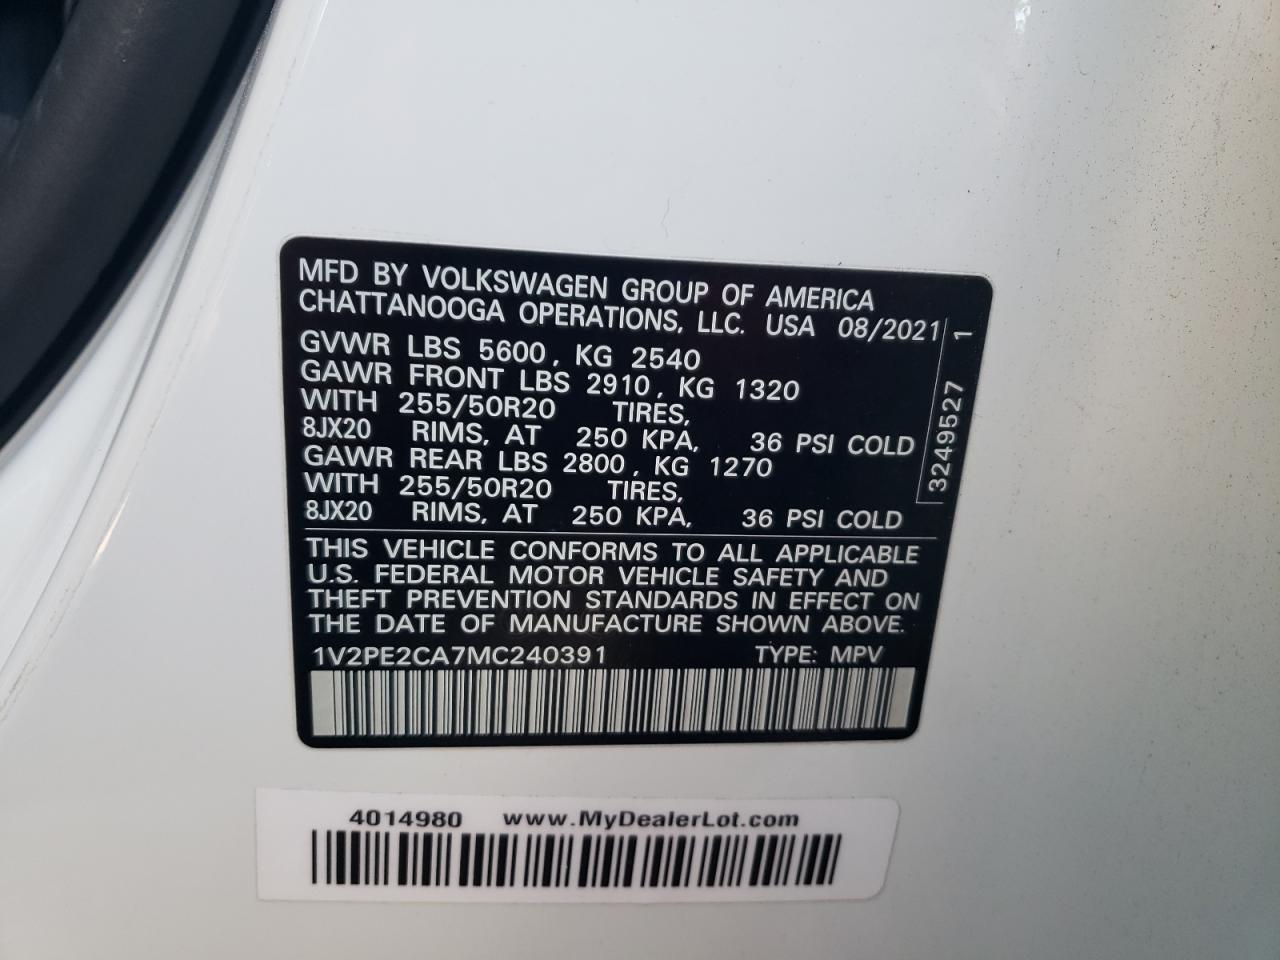 MFD BY VOLKSWAGEN GROUP OF AMERICA
CHATTANOOGA OPERATIONS, LLC. USA 08/2021
GVWR LBS 5600, KG 2540
GAWR FRONT LBS 2910, KG 1320
WITH 255/50R20 TIRES,
8JX20 RIMS, AT 250 KPA, 36 PSI COLD
GAWR REAR LBS 2800, KG 1270
WITH 255/50R20 TIRES,
8JX20 RIMS, AT 250 KPA, 36 PSI COLD
3249527 1
THIS VEHICLE CONFORMS TO ALL APPLICABLE
U.S. FEDERAL MOTOR VEHICLE SAFETY AND
THEFT PREVENTION STANDARDS IN EFFECT ON
THE DATE OF MANUFACTURE SHOWN ABOVE.
1V2PE2CA7MC240391 TYPE: MPV
4014980 www.MyDealerLot.com